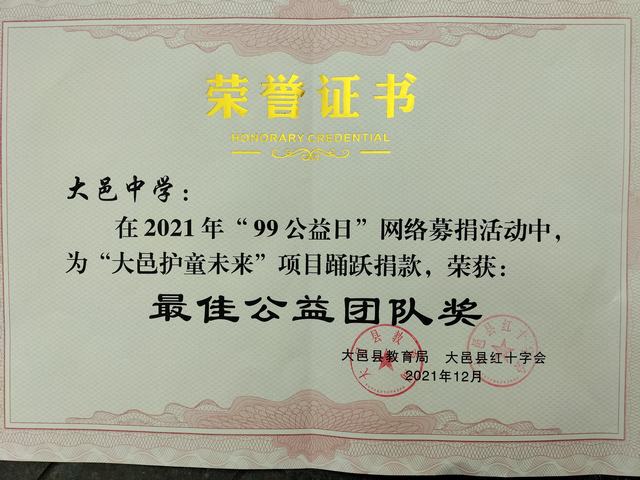 荣誉证书
HONORARY CREDENTIAL
大邑中学：
在2021年“99公益日”网络募捐活动中，
为“大邑护童未来”项目踊跃捐款，荣获：
最佳公益团队奖
大邑县教育局 大邑县红十字会
2021年12月